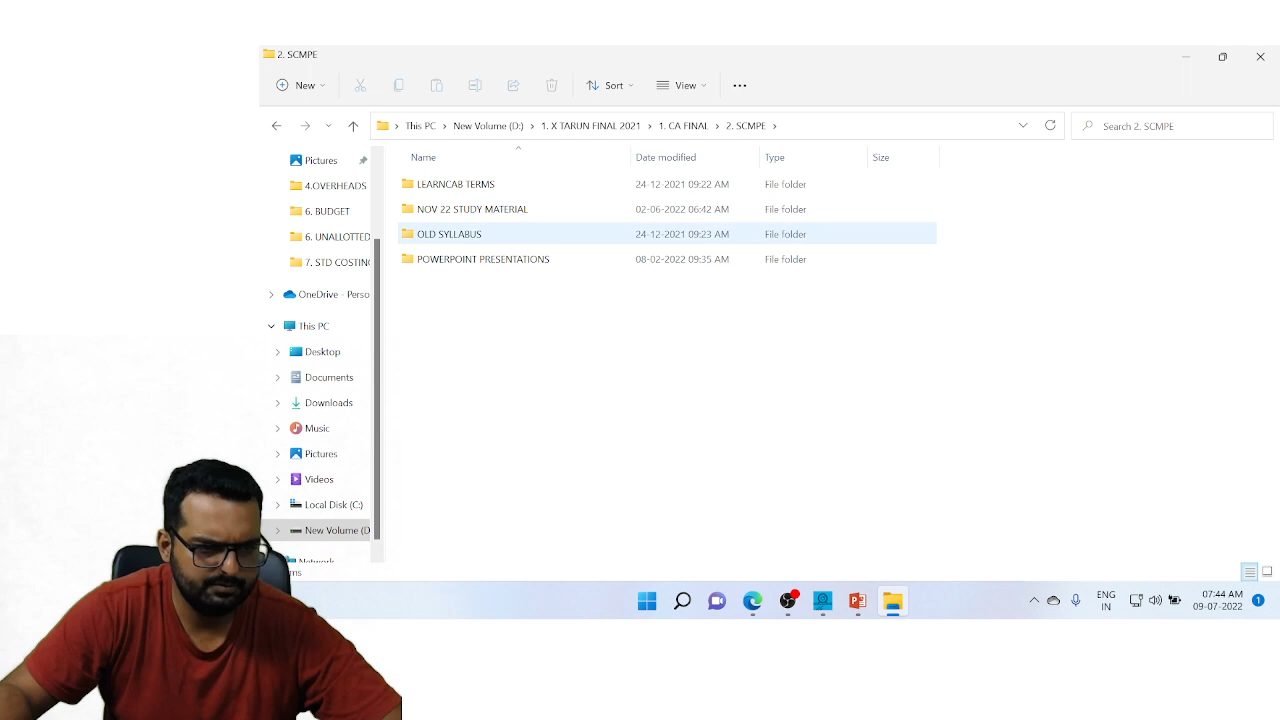 2. SCMPE
New
Sort
View
This PC
New Volume (D:)
1. X TARUN FINAL 2021
1. CA FINAL
2. SCMPE
Search 2. SCMPE
Pictures
4.OVERHEADS
6. BUDGET
6. UNALLOTTED
7. STD COSTING
OneDrive - Perso
This PC
Desktop
Documents
Downloads
Music
Pictures
Videos
Local Disk (C:)
New Volume (D
Network
ms
Name Date modified Type Size
LEARNCAB TERMS 24-12-2021 09:22 AM File folder
NOV 22 STUDY MATERIAL 02-06-2022 06:42 AM File folder
OLD SYLLABUS 24-12-2021 09:23 AM File folder
POWERPOINT PRESENTATIONS 08-02-2022 09:35 AM File folder
ENG
IN
07:44 AM
09-07-2022
1